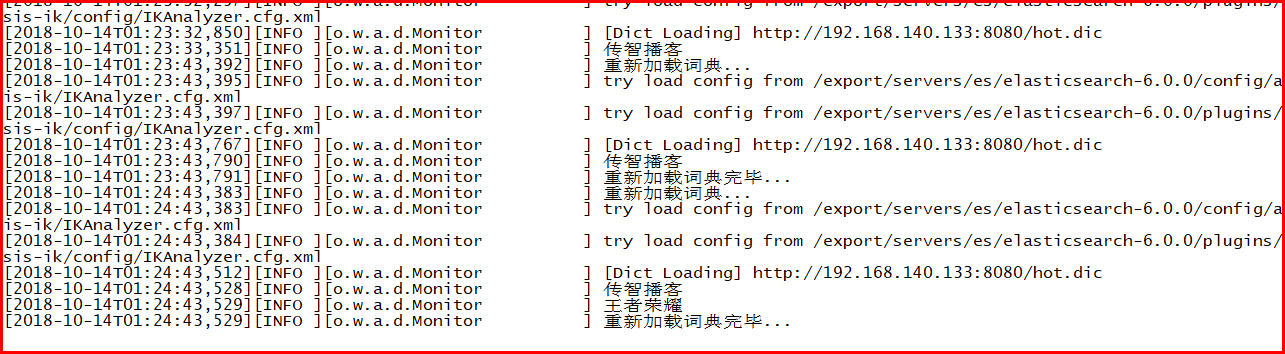 [2018-10-14T01:23:32,297][INFO ][o.w.a.d.Monitor          ] try load config from /export/servers/es/elasticsearch-6.0.0/plugins/
sis-ik/config/IKAnalyzer.cfg.xml
[2018-10-14T01:23:32,850][INFO ][o.w.a.d.Monitor          ] [Dict Loading] http://192.168.140.133:8080/hot.dic
[2018-10-14T01:23:33,351][INFO ][o.w.a.d.Monitor          ] 传智播客
[2018-10-14T01:23:43,392][INFO ][o.w.a.d.Monitor          ] 重新加载词典...
[2018-10-14T01:23:43,395][INFO ][o.w.a.d.Monitor          ] try load config from /export/servers/es/elasticsearch-6.0.0/config/a
is-ik/IKAnalyzer.cfg.xml
[2018-10-14T01:23:43,397][INFO ][o.w.a.d.Monitor          ] try load config from /export/servers/es/elasticsearch-6.0.0/plugins/
sis-ik/config/IKAnalyzer.cfg.xml
[2018-10-14T01:23:43,767][INFO ][o.w.a.d.Monitor          ] [Dict Loading] http://192.168.140.133:8080/hot.dic
[2018-10-14T01:23:43,790][INFO ][o.w.a.d.Monitor          ] 传智播客
[2018-10-14T01:23:43,791][INFO ][o.w.a.d.Monitor          ] 重新加载词典完毕...
[2018-10-14T01:24:43,383][INFO ][o.w.a.d.Monitor          ] 重新加载词典...
[2018-10-14T01:24:43,383][INFO ][o.w.a.d.Monitor          ] try load config from /export/servers/es/elasticsearch-6.0.0/config/a
is-ik/IKAnalyzer.cfg.xml
[2018-10-14T01:24:43,384][INFO ][o.w.a.d.Monitor          ] try load config from /export/servers/es/elasticsearch-6.0.0/plugins/
sis-ik/config/IKAnalyzer.cfg.xml
[2018-10-14T01:24:43,512][INFO ][o.w.a.d.Monitor          ] [Dict Loading] http://192.168.140.133:8080/hot.dic
[2018-10-14T01:24:43,528][INFO ][o.w.a.d.Monitor          ] 传智播客
[2018-10-14T01:24:43,529][INFO ][o.w.a.d.Monitor          ] 王者荣耀
[2018-10-14T01:24:43,529][INFO ][o.w.a.d.Monitor          ] 重新加载词典完毕...